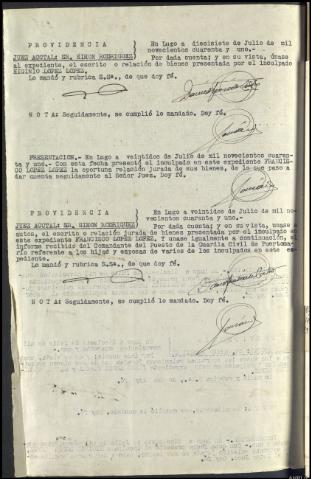 P R O V I D E N C I A   En Lugo a diecisiete de Julio de mil
novecientos cuarenta y uno.-
JUEZ ACCTAL: SR. SIMON RODRIGUEZ) Por dada cuenta; y en su vista, únase
al expediente, el escrito o relación de bienes presentada por el inculpado
HIGINIO LOPEZ LOPEZ.
Lo mandó y rubrica S.Sª., de que doy fé.
N O T A: Seguidamente, se cumplió lo mandado. Doy fé.
PRESENTACION.- En Lugo a veintidos de Julio de mil novecientos cuaren-
ta y uno.- Con esta fecha presentó el inculpado en este expediente FRANCIS-
CO LOPEZ LOPEZ la oportuna relación jurada de sus bienes, de lo que paso a
dar cuenta seguidamente al Señor Juez. Doy fé.
P R O V I D E N C I A   En Lugo a veintidos de Julio de mil no-
vecientos cuarenta y uno.-
JUEZ ACCTAL: SR. SIMON RODRIGUEZ) Por dada cuenta; y en su vista, únase a
autos, el escrito o relación jurada de bienes presentada por el inculpado en
este expediente FRANCISCO LOPEZ LOPEZ, y únase igualmente a continuación, el
informe recibido del Comandante del Puesto de la Guardia Civil de Puertoma-
rín referente a los hijos y esposas de varios de los inculpados en este ex-
pediente.
Lo mandó y rubrica S.Sª., de que doy fé.
N O T A: Seguidamente, se cumplió lo mandado. Doy fé.